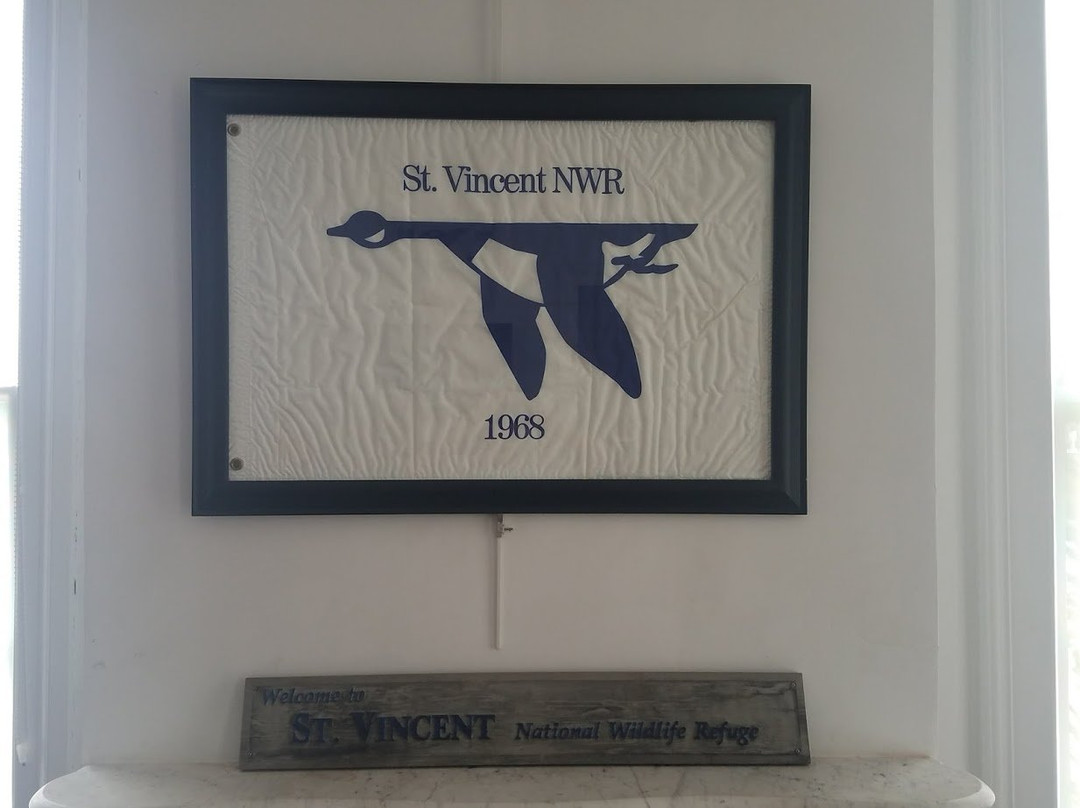 St. Vincent NWR
1968
Welcome to
ST. VINCENT National Wildlife Refuge